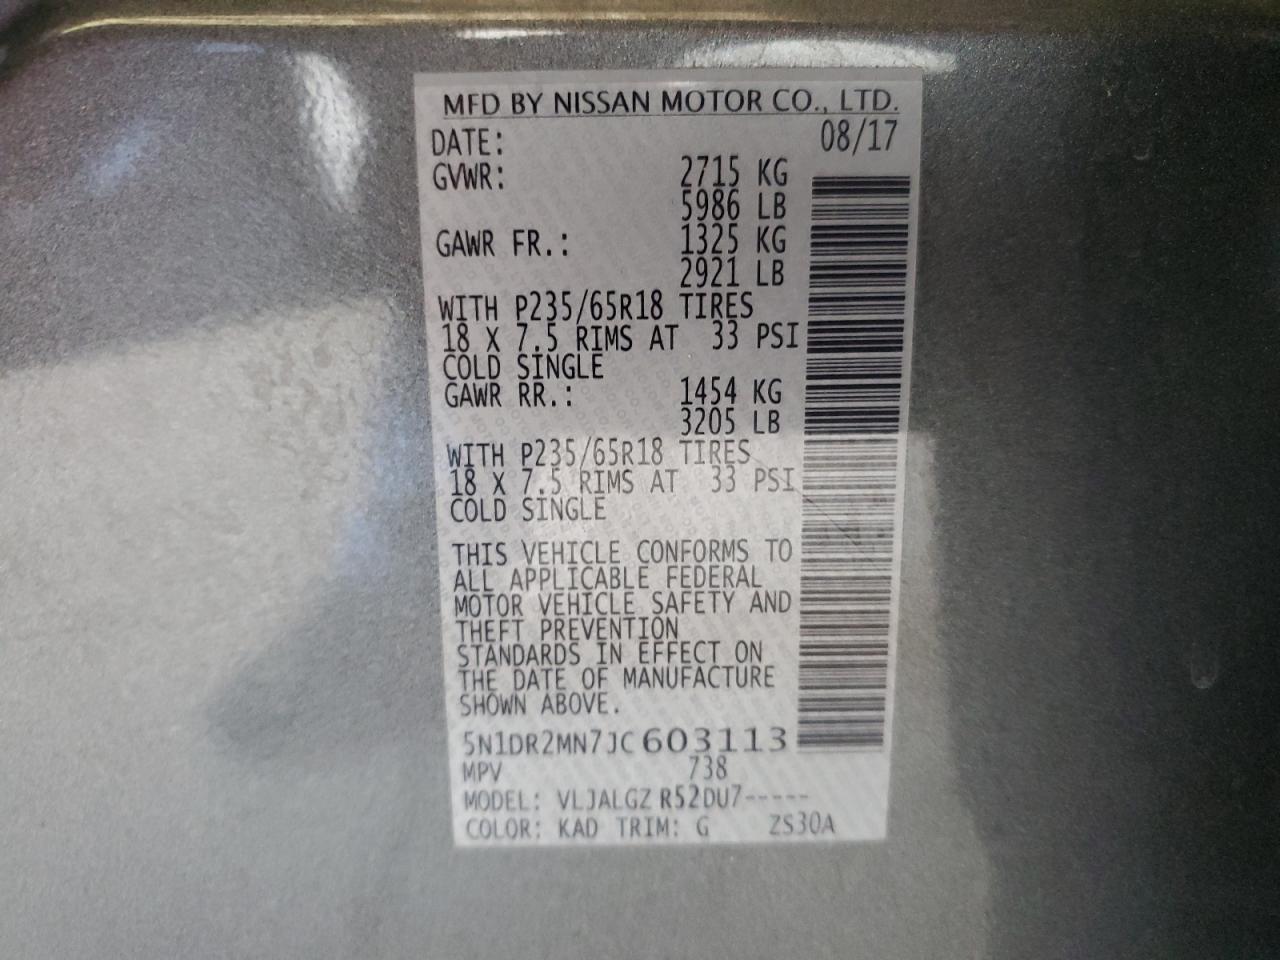 MFD BY NISSAN MOTOR CO., LTD.
DATE: 08/17
GVWR: 2715 KG
5986 LB
GAWR FR.: 1325 KG
2921 LB
WITH P235/65R18 TIRES
18 X 7.5 RIMS AT 33 PSI
COLD SINGLE
GAWR RR.: 1454 KG
3205 LB
WITH P235/65R18 TIRES
18 X 7.5 RIMS AT 33 PSI
COLD SINGLE
THIS VEHICLE CONFORMS TO
ALL APPLICABLE FEDERAL
MOTOR VEHICLE SAFETY AND
THEFT PREVENTION
STANDARDS IN EFFECT ON
THE DATE OF MANUFACTURE
SHOWN ABOVE.
5N1DR2MN7JC603113
MPV 738
MODEL: VLJALGZ R52DU7-----
COLOR: KAD TRIM: G ZS30A